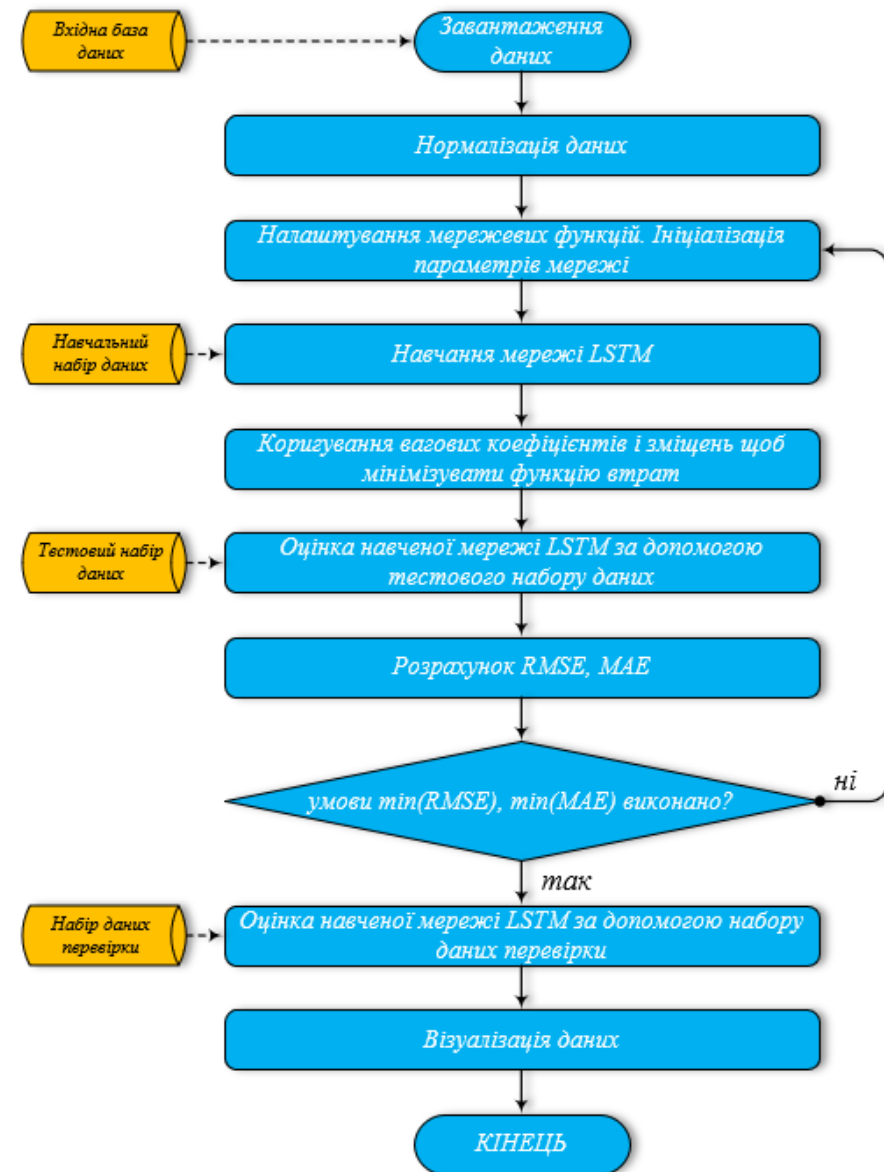 Вхідна база
даних
Завантаження
даних
Нормалізація даних
Налаштування мережевих функцій. Ініціалізація
параметрів мережі
Навчальний
набір даних
Навчання мережі LSTM
Коригування вагових коефіцієнтів і зміщень щоб
мінімізувати функцію втрат
Тестовий набір
даних
Оцінка навченої мережі LSTM за допомогою
тестового набору даних
Розрахунок RMSE, MAE
умови min(RMSE), min(MAE) виконано?
ні
так
Набір даних
перевірки
Оцінка навченої мережі LSTM за допомогою набору
даних перевірки
Візуалізація даних
КІНЕЦЬ